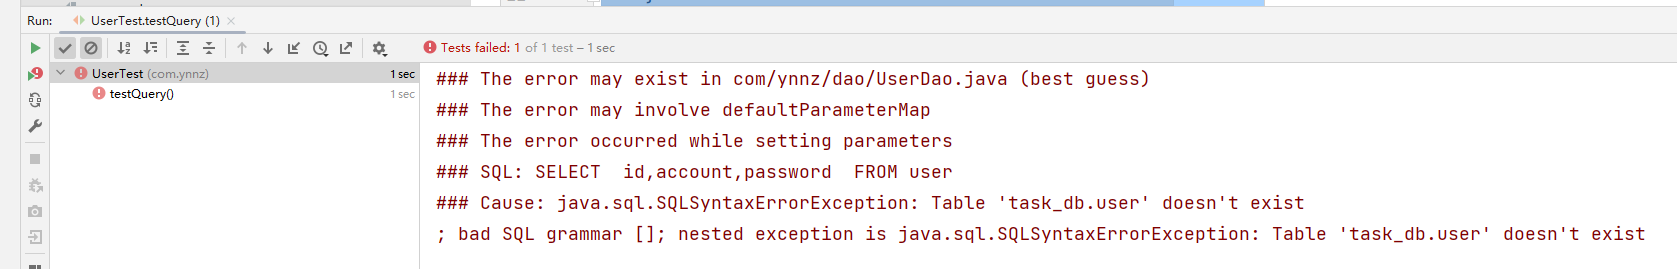 Run: UserTest.testQuery (1)
Tests failed: 1 of 1 test – 1 sec
UserTest (com.ynnz) 1 sec
testQuery() 1 sec
### The error may exist in com/ynnz/dao/UserDao.java (best guess)
### The error may involve defaultParameterMap
### The error occurred while setting parameters
### SQL: SELECT  id,account,password  FROM user
### Cause: java.sql.SQLSyntaxErrorException: Table 'task_db.user' doesn't exist
; bad SQL grammar []; nested exception is java.sql.SQLSyntaxErrorException: Table 'task_db.user' doesn't exist